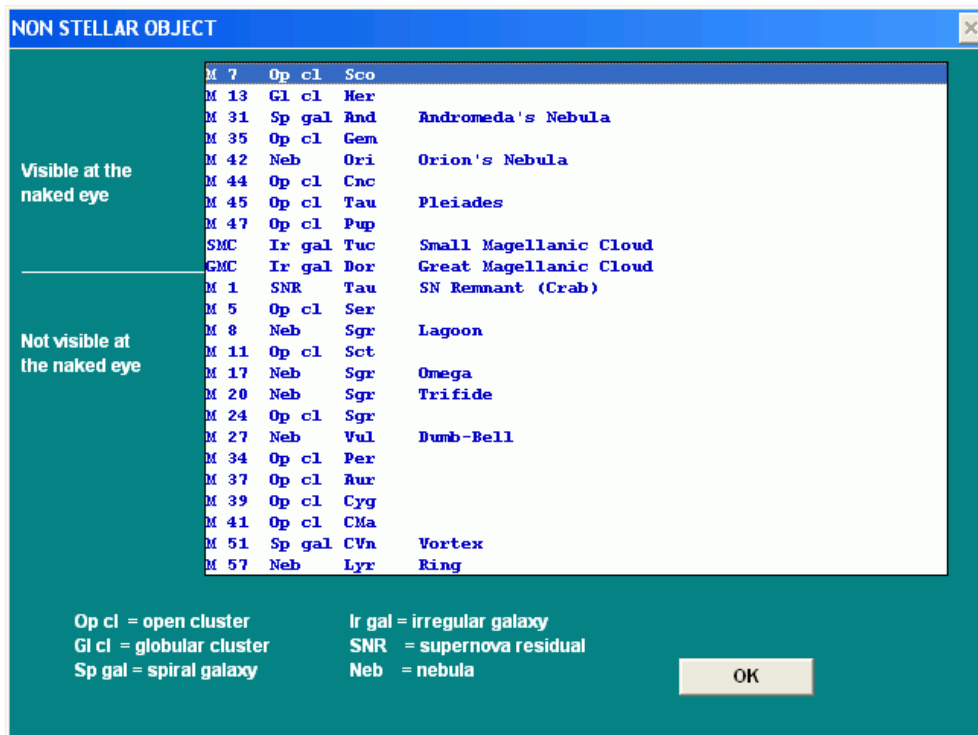 NON STELLAR OBJECT
Visible at the
naked eye
M 7 Op cl Sco
M 13 Gl cl Her
M 31 Sp gal And Andromeda's Nebula
M 35 Op cl Gem
M 42 Neb Ori Orion's Nebula
M 44 Op cl Cnc
M 45 Op cl Tau Pleiades
M 47 Op cl Pup
SMC Ir gal Tuc Small Magellanic Cloud
GMC Ir gal Dor Great Magellanic Cloud
Not visible at
the naked eye
M 1 SNR Tau SN Remnant (Crab)
M 5 Op cl Ser
M 8 Neb Sgr Lagoon
M 11 Op cl Sct
M 17 Neb Sgr Omega
M 20 Neb Sgr Trifide
M 24 Op cl Sgr
M 27 Neb Vul Dumb-Bell
M 34 Op cl Per
M 37 Op cl Aur
M 39 Op cl Cyg
M 41 Op cl CMa
M 51 Sp gal CVn Vortex
M 57 Neb Lyr Ring
Op cl = open cluster
Gl cl = globular cluster
Sp gal = spiral galaxy
Ir gal = irregular galaxy
SNR = supernova residual
Neb = nebula
OK